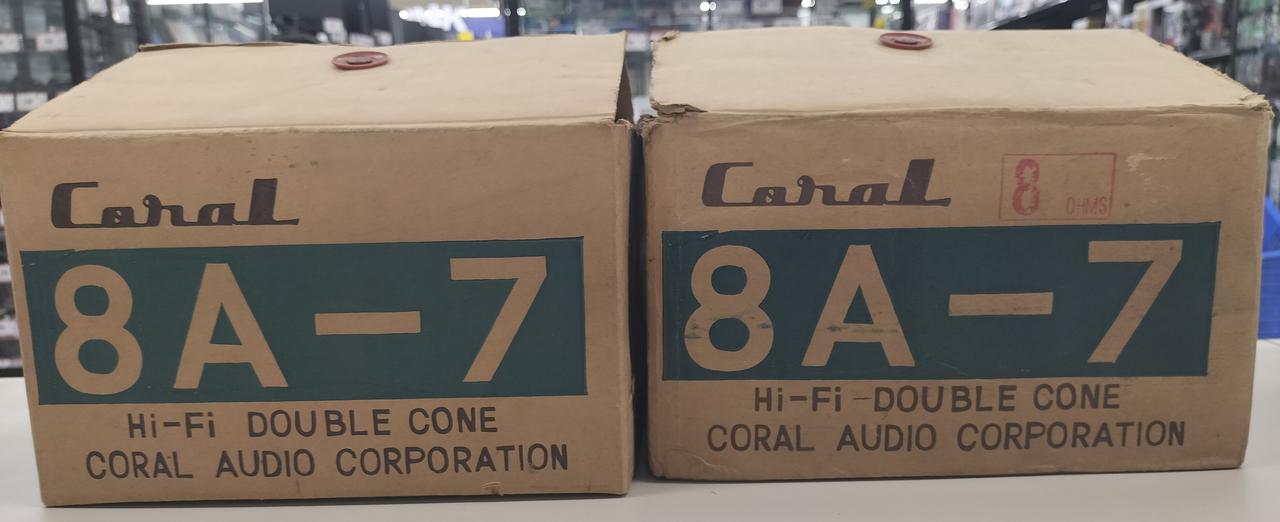 Coral
8A-7
Hi-Fi DOUBLE CONE
CORAL AUDIO CORPORATION
Coral
8 OHMS
8A-7
Hi-Fi DOUBLE CONE
CORAL AUDIO CORPORATION